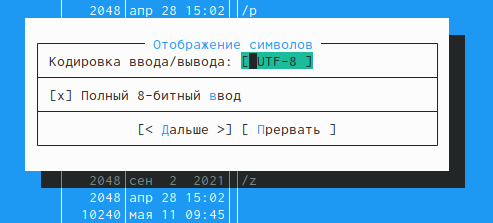 2048 апр 28 15:02 /p
Отображение символов
Кодировка ввода/вывода: [ UTF-8 ]
[x] Полный 8-битный ввод
[< Дальше >] [ Прервать ]
2048 сен 2 2021 /z
2048 апр 28 15:02
10240 мая 11 09:45